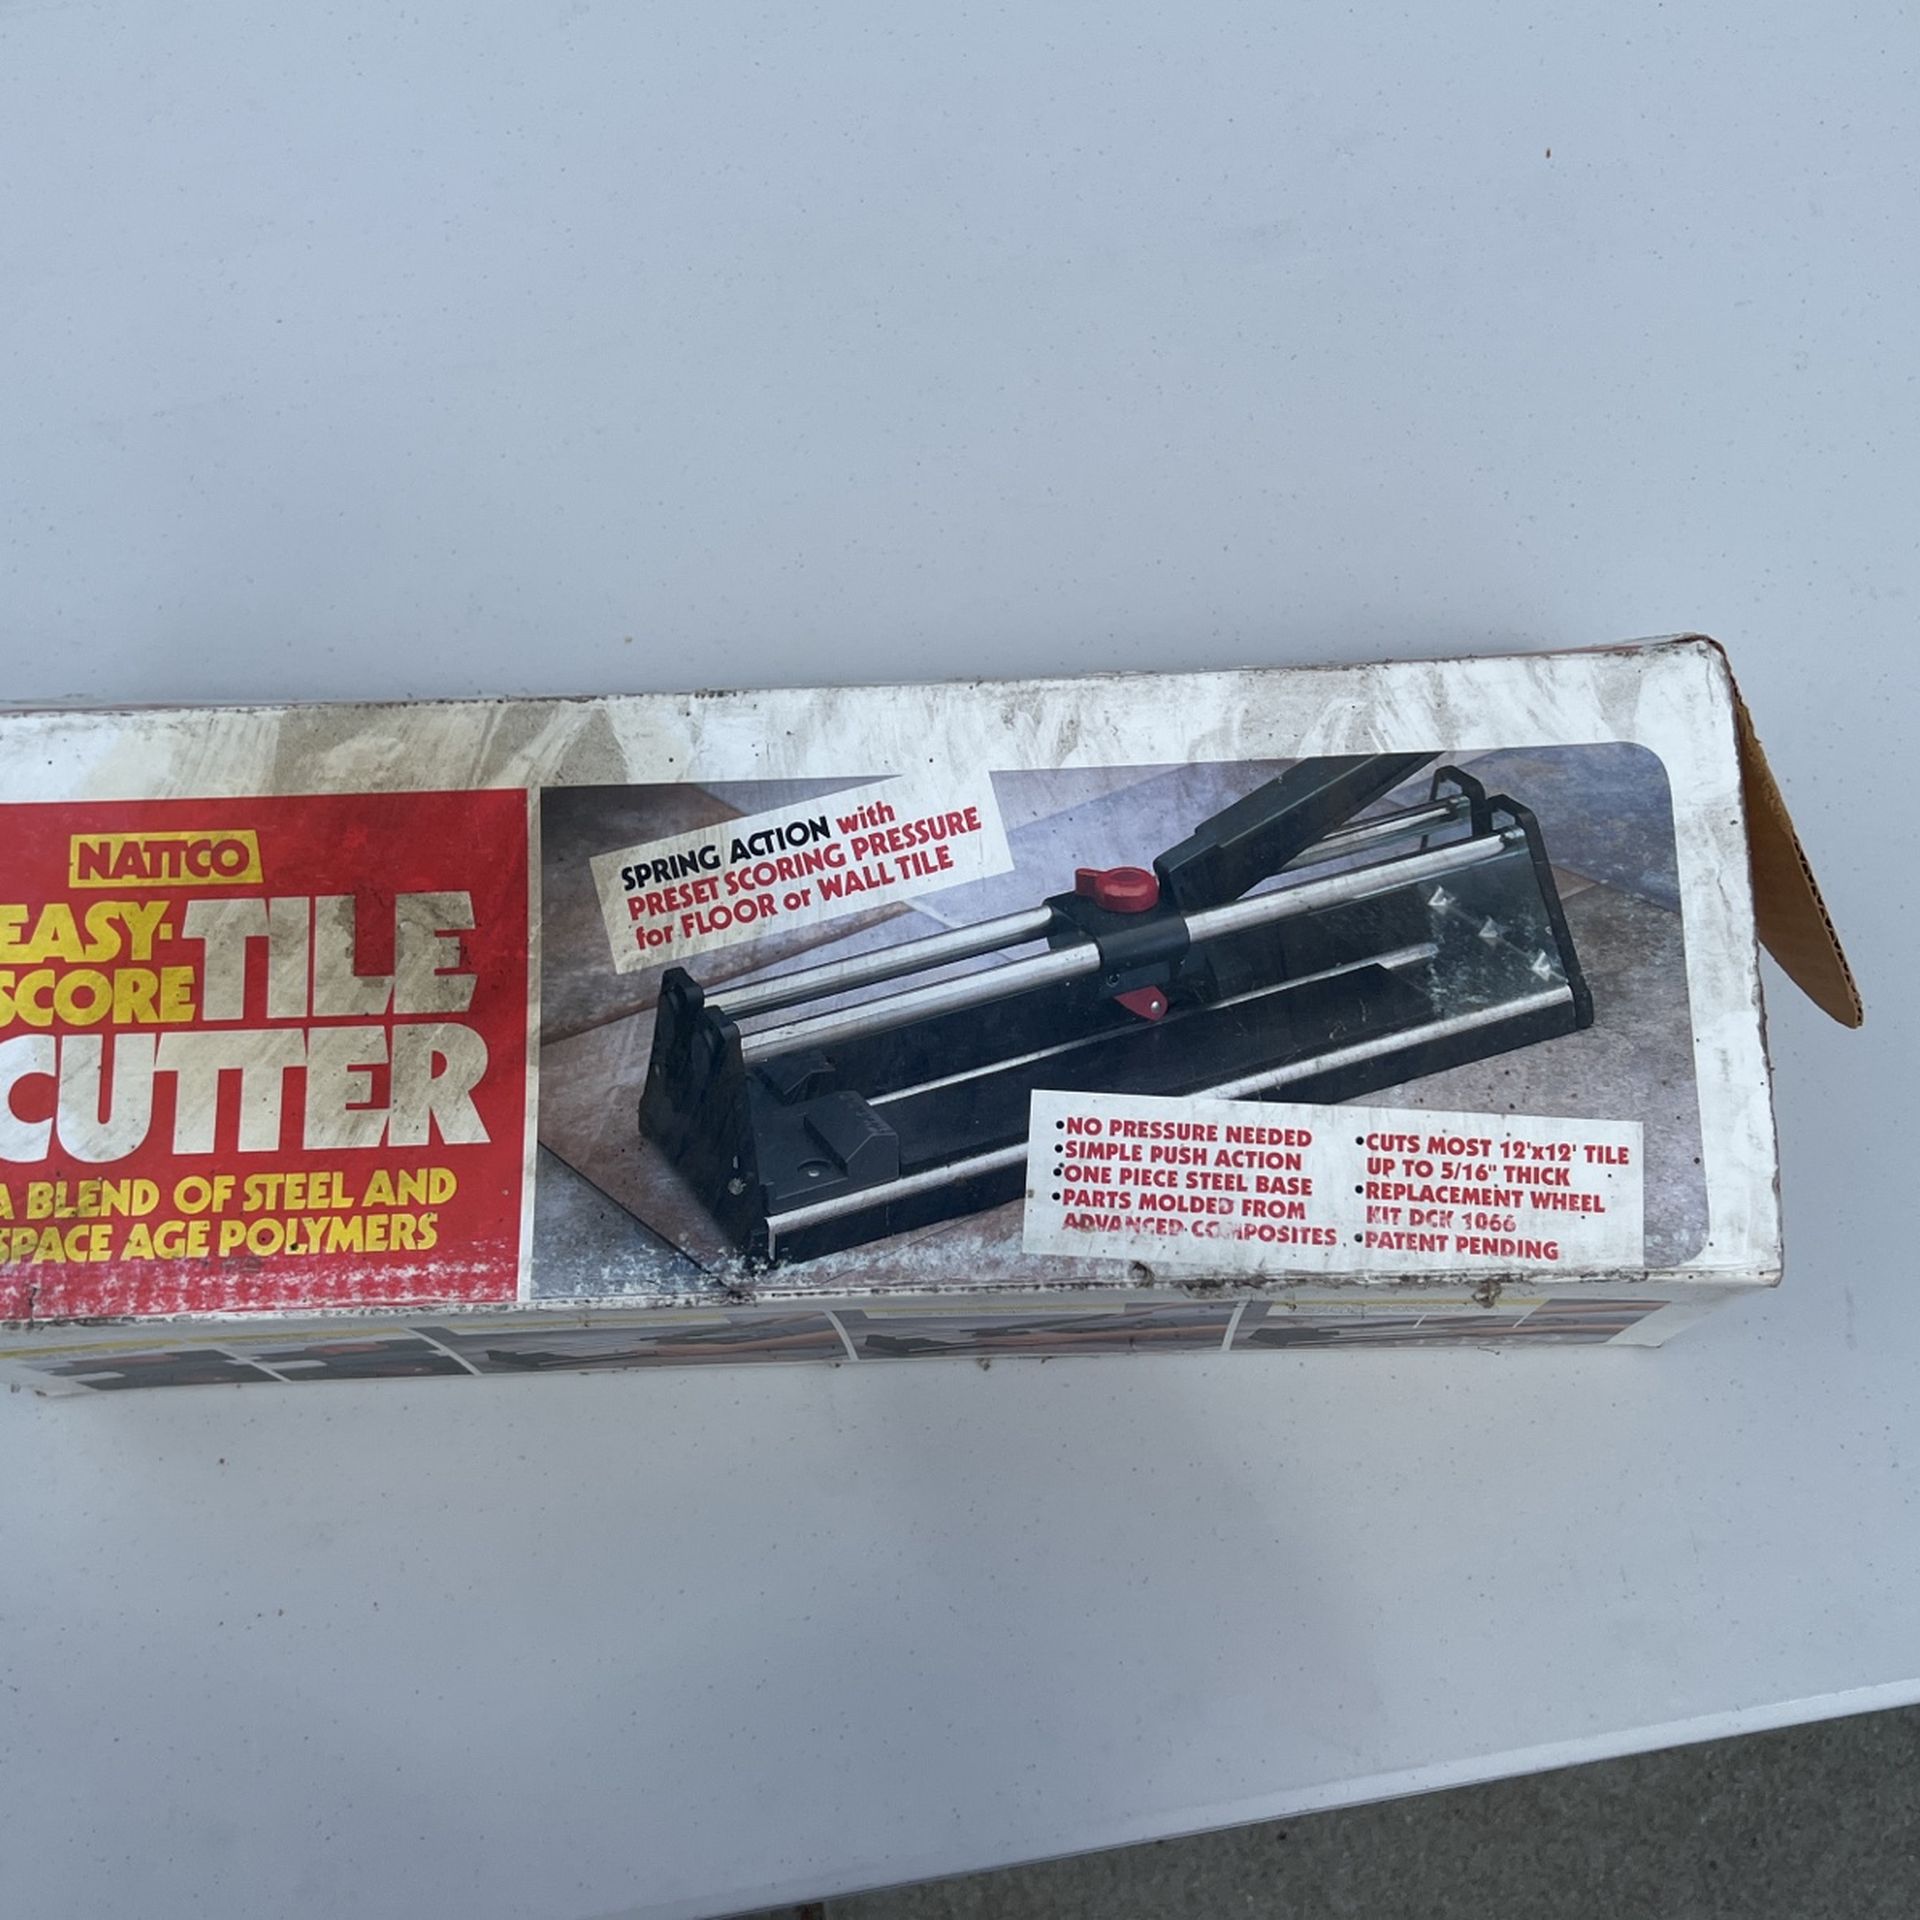 NATTCO
EASY-
SCORE
TILE
CUTTER
A BLEND OF STEEL AND
SPACE AGE POLYMERS
SPRING ACTION with
PRESET SCORING PRESSURE
for FLOOR or WALL TILE
•NO PRESSURE NEEDED
•SIMPLE PUSH ACTION
•ONE PIECE STEEL BASE
•PARTS MOLDED FROM
ADVANCED COMPOSITES
•CUTS MOST 12'x12' TILE
UP TO 5/16" THICK
•REPLACEMENT WHEEL
KIT DCK 1066
•PATENT PENDING